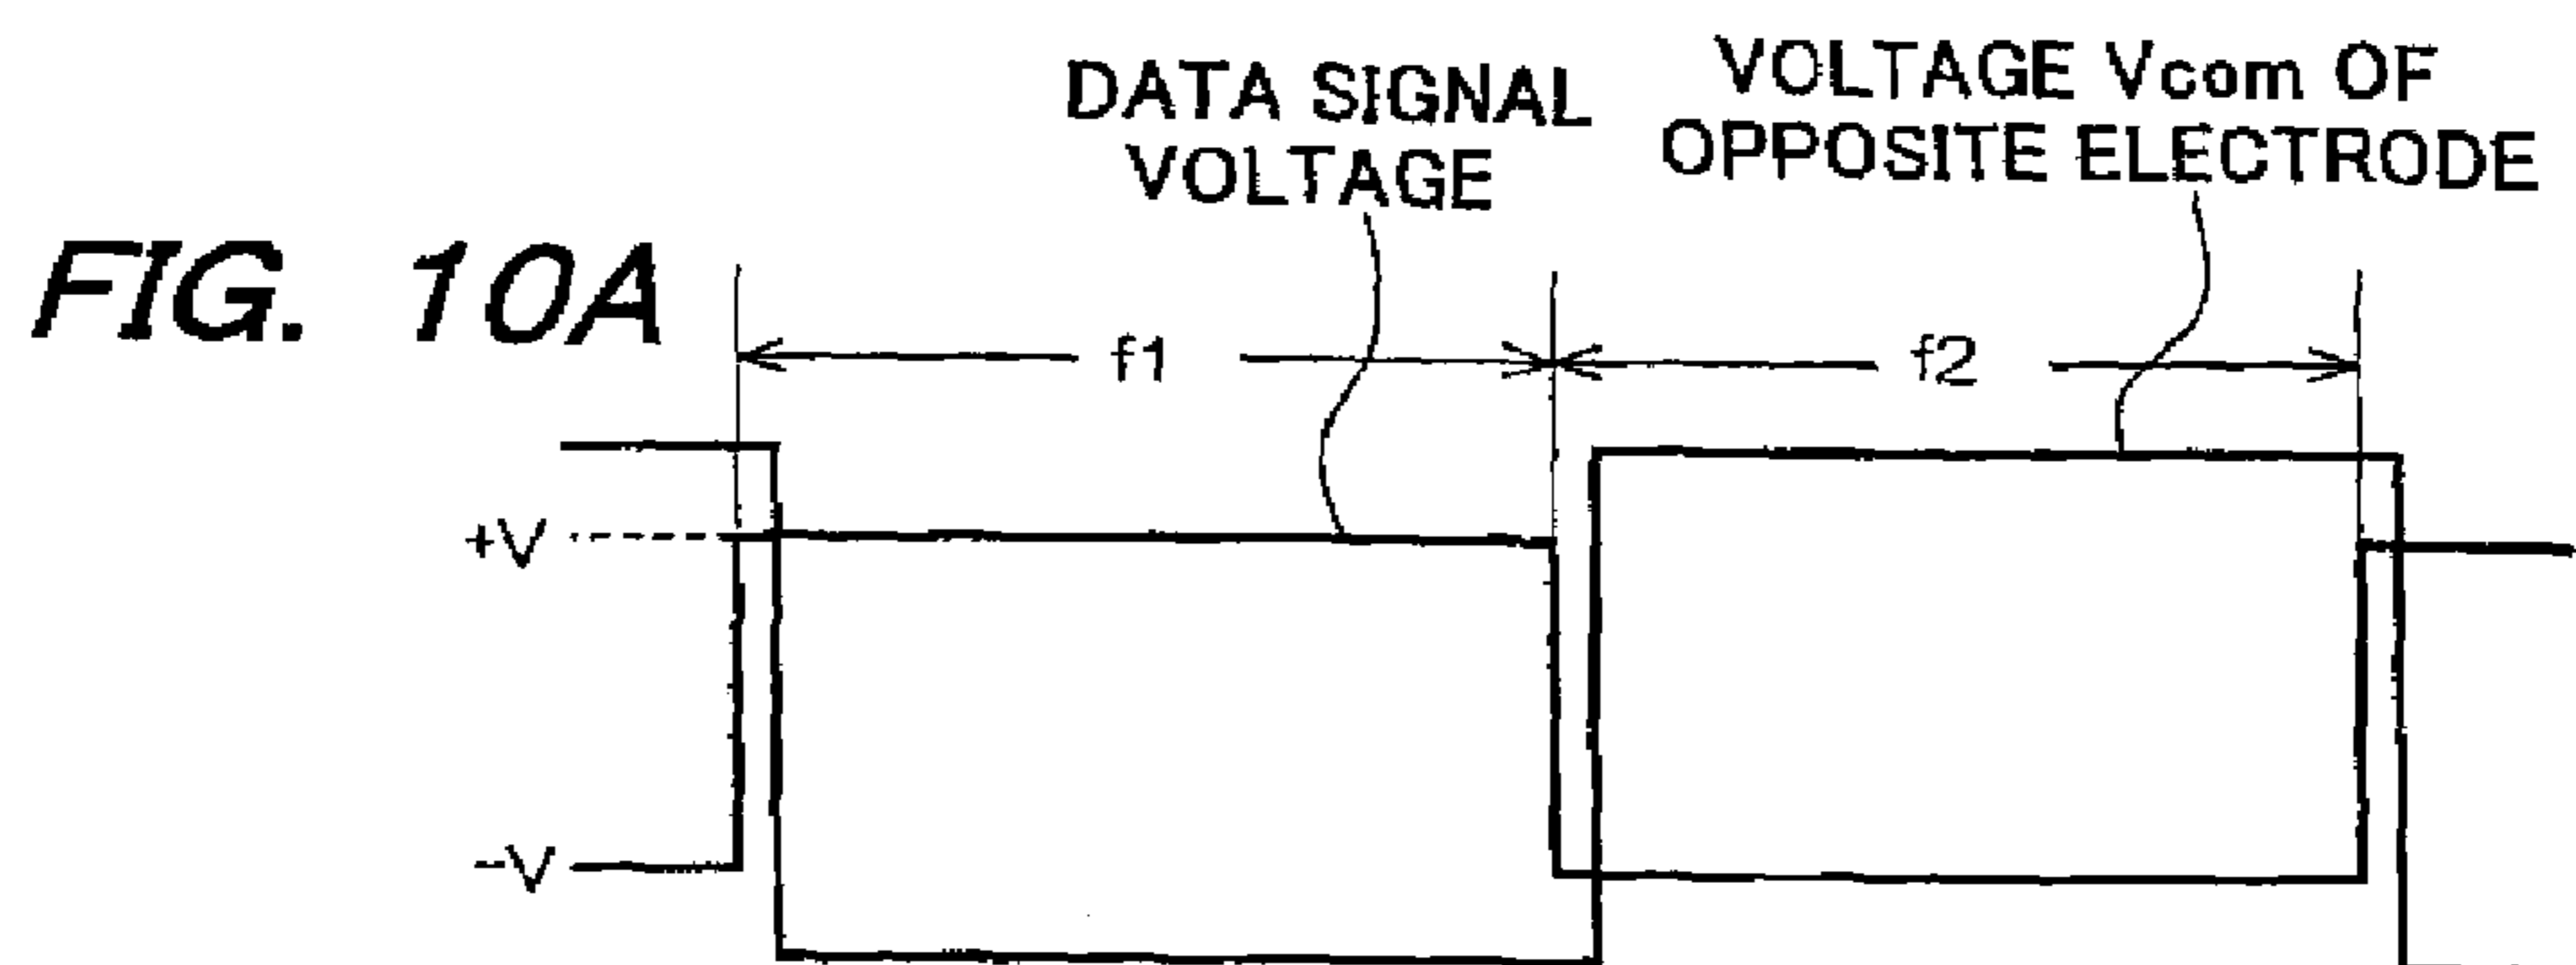 DATA SIGNAL
VOLTAGE
VOLTAGE Vcom OF
OPPOSITE ELECTRODE
FIG. 10A
f1
f2
+V
-V